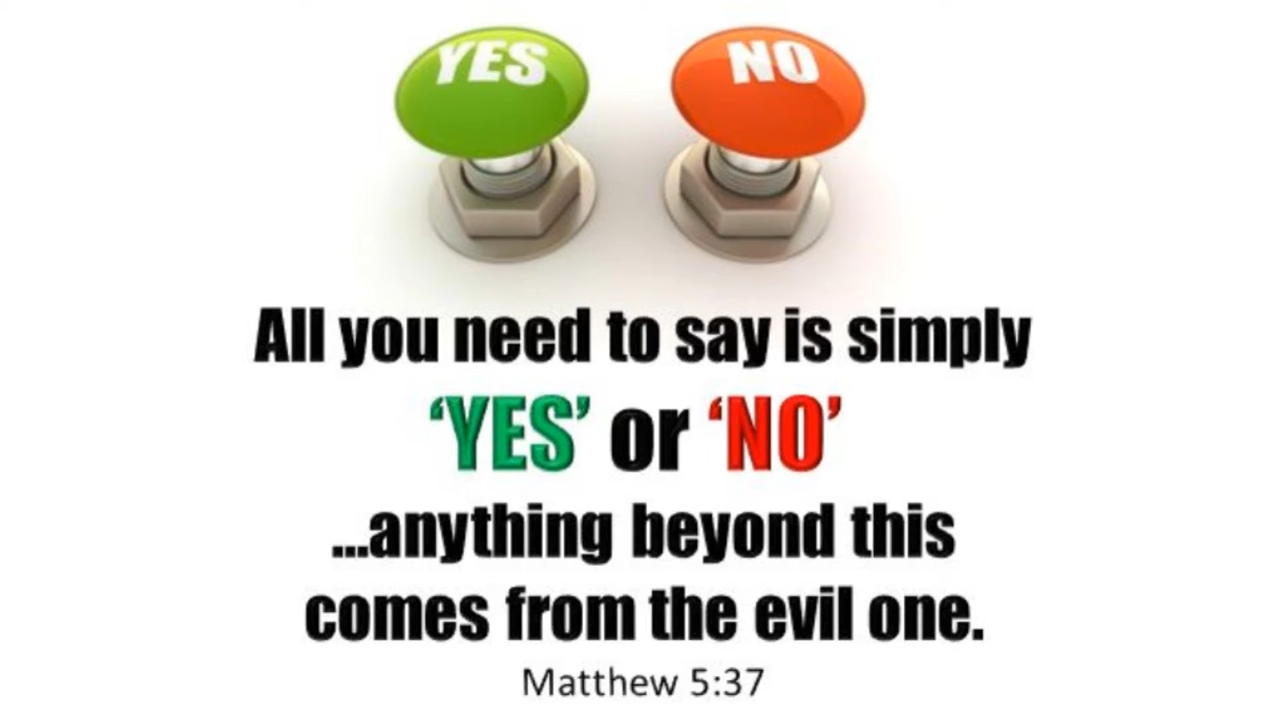 YES NO
All you need to say is simply
‘YES’ or ‘NO’
...anything beyond this
comes from the evil one.
Matthew 5:37